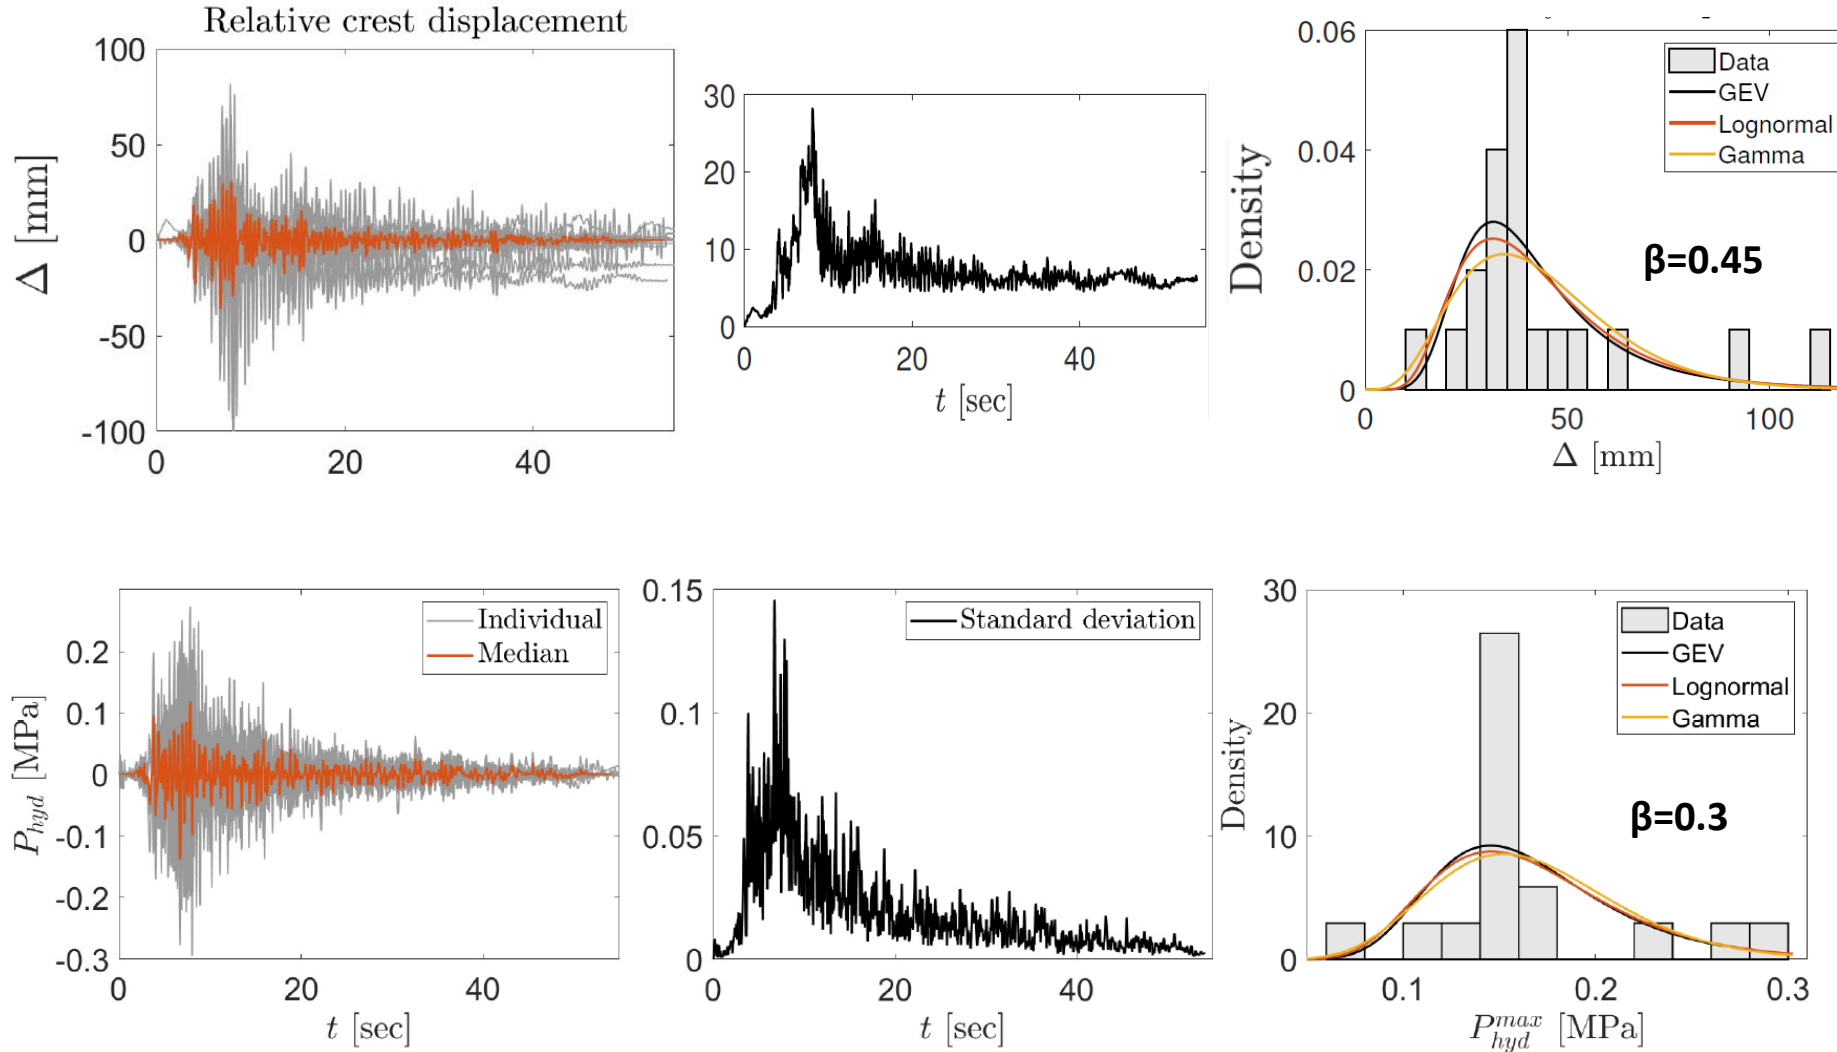 Relative crest displacement
Δ [mm]
100
50
0
-50
-100
0
20
40
30
20
10
0
0
20
40
t [sec]
Density
0.06
0.04
0.02
0
Data
GEV
Lognormal
Gamma
β=0.45
0
50
100
Δ [mm]
P_hyd [MPa]
0.2
0.1
0
-0.1
-0.2
-0.3
Individual
Median
0
20
40
t [sec]
0.15
0.1
0.05
0
Standard deviation
0
20
40
t [sec]
Density
30
20
10
0
Data
GEV
Lognormal
Gamma
β=0.3
0.1
0.2
0.3
P_hyd^max [MPa]